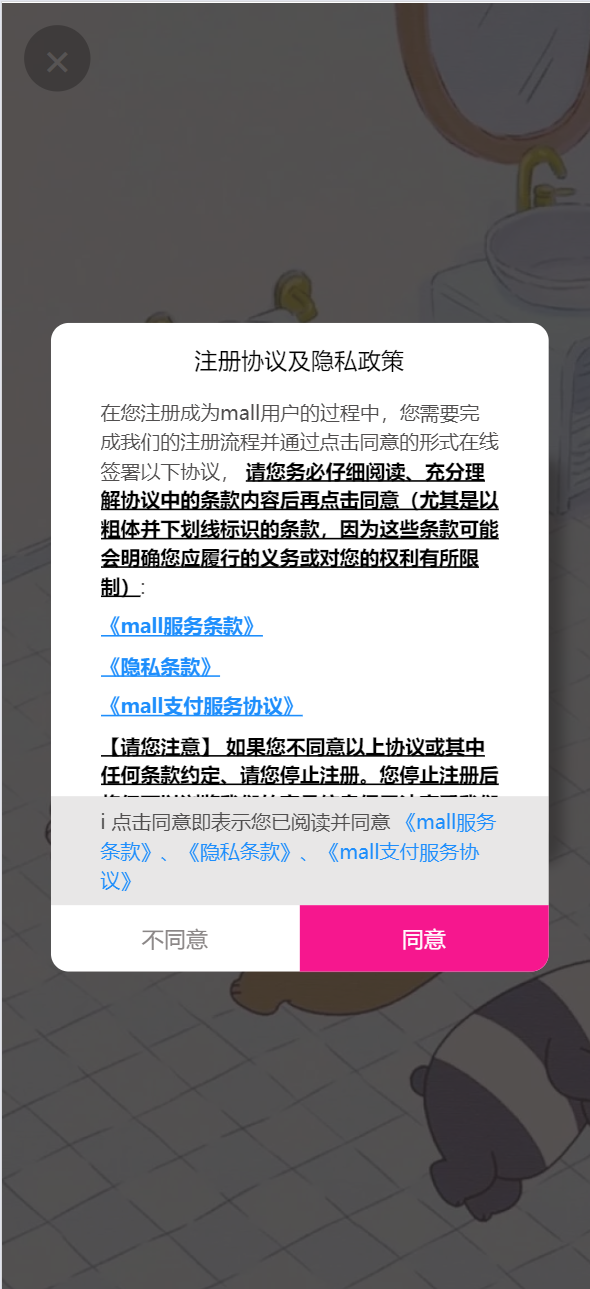 注册协议及隐私政策
在您注册成为mall用户的过程中，您需要完
成我们的注册流程并通过点击同意的形式在线
签署以下协议， 请您务必仔细阅读、充分理
解协议中的条款内容后再点击同意（尤其是以
粗体并下划线标识的条款，因为这些条款可能
会明确您应履行的义务或对您的权利有所限
制）:
《mall服务条款》
《隐私条款》
《mall支付服务协议》
【请您注意】 如果您不同意以上协议或其中
任何条款约定、请您停止注册。您停止注册后
i 点击同意即表示您已阅读并同意 《mall服务
条款》、《隐私条款》、《mall支付服务协
议》
不同意
同意